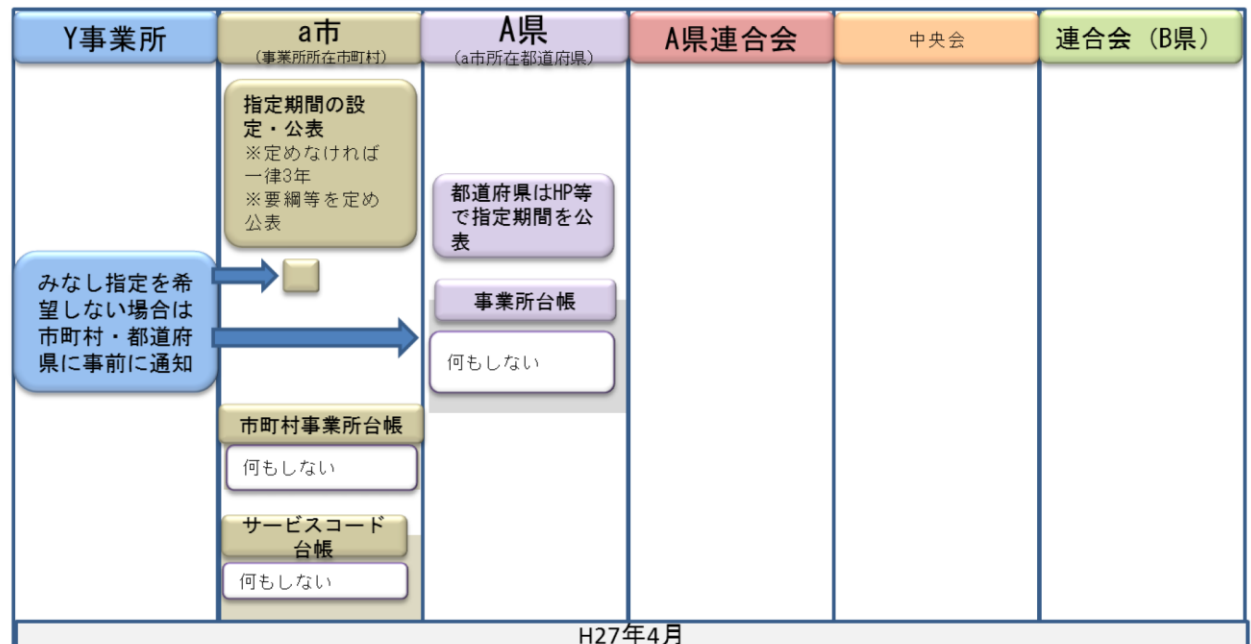 Y事業所
a市
(事業所所在市町村)
A県
(a市所在都道府県)
A県連合会
中央会
連合会(B県)
指定期間の設
定・公表
※定めなければ
一律3年
※要綱等を定め
公表
都道府県はHP等
で指定期間を公
表
みなし指定を希
望しない場合は
市町村・都道府
県に事前に通知
事業所台帳
何もしない
市町村事業所台帳
何もしない
サービスコード
台帳
何もしない
H27年4月